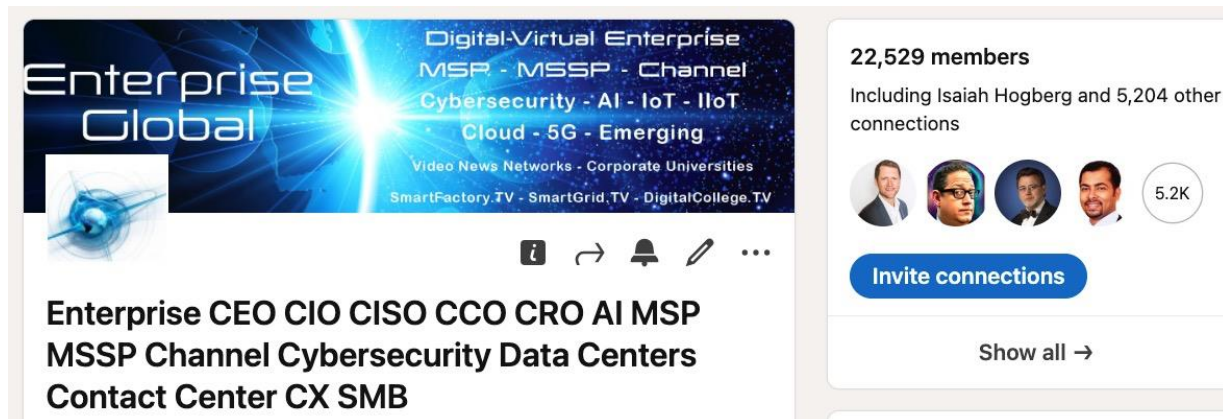 Enterprise
Global
Digital-Virtual Enterprise
MSP - MSSP - Channel
Cybersecurity - AI - IoT - IIoT
Cloud - 5G - Emerging
Video News Networks - Corporate Universities
SmartFactory.TV - SmartGrid.TV - DigitalCollege.TV
Enterprise CEO CIO CISO CCO CRO AI MSP
MSSP Channel Cybersecurity Data Centers
Contact Center CX SMB
22,529 members
Including Isaiah Hogberg and 5,204 other
connections
5.2K
Invite connections
Show all →